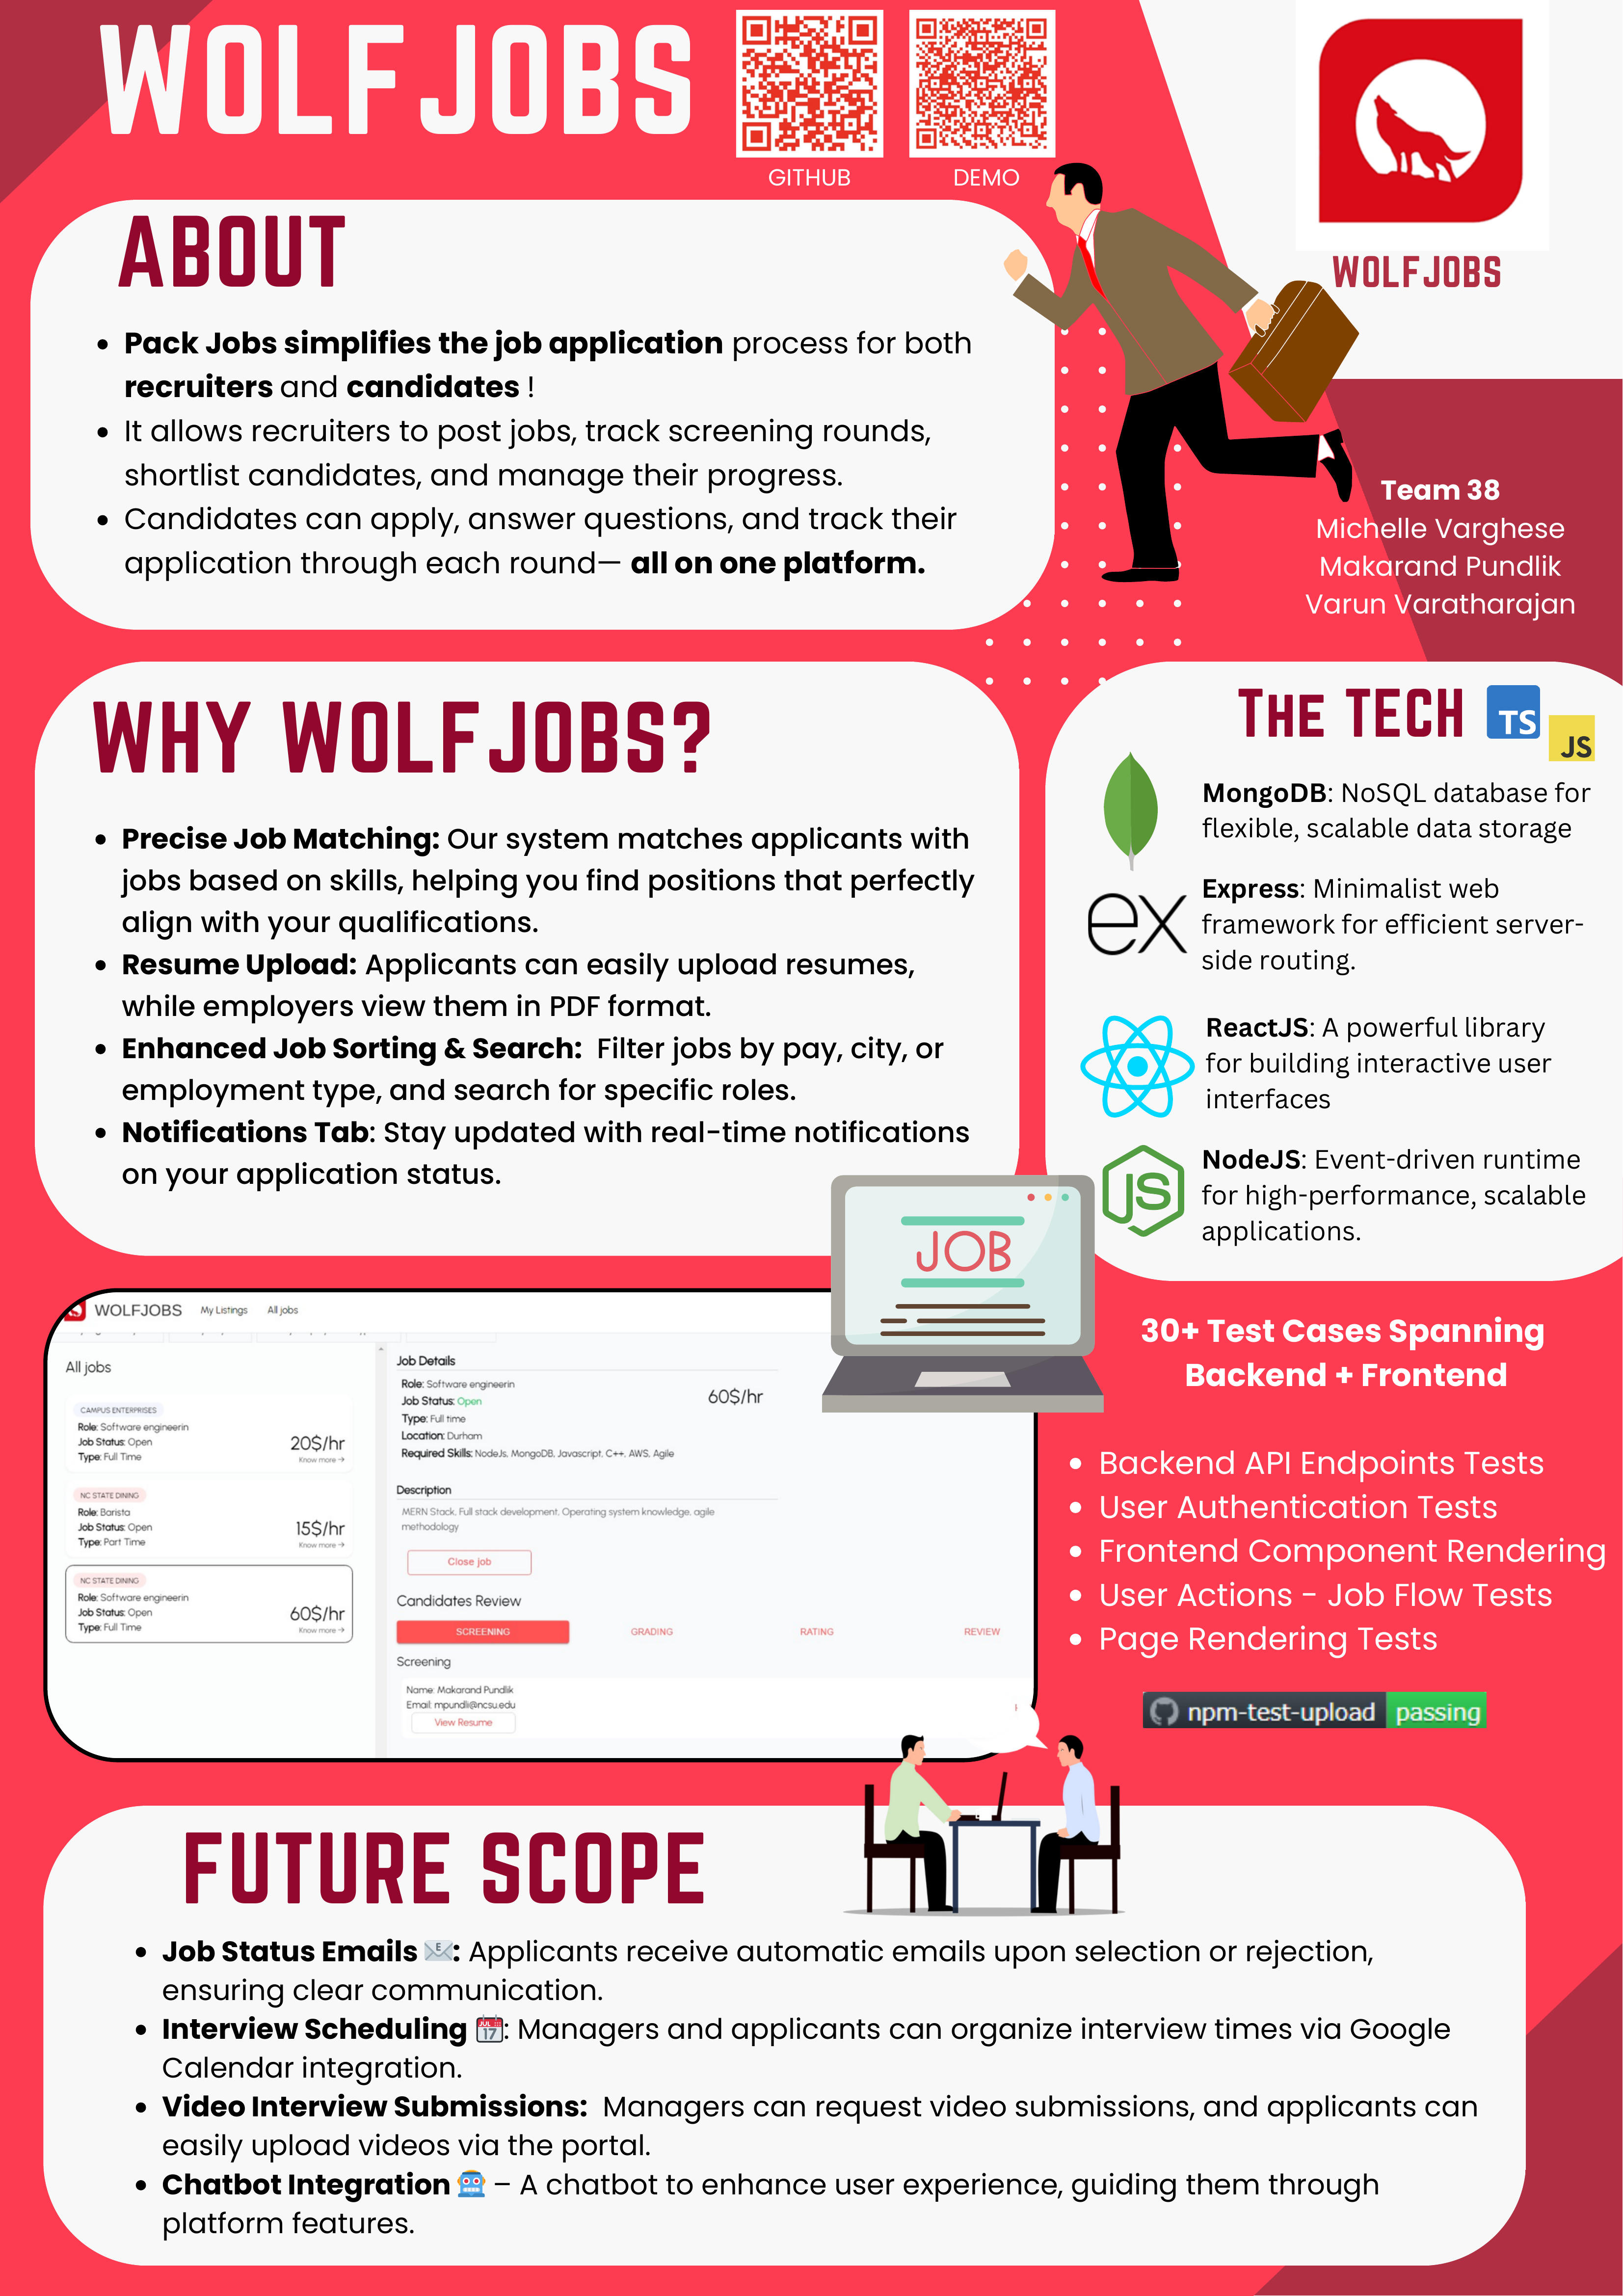 WOLFJOBS
GITHUB
DEMO
WOLFJOBS
ABOUT
• Pack Jobs simplifies the job application process for both
recruiters and candidates !
• It allows recruiters to post jobs, track screening rounds,
shortlist candidates, and manage their progress.
• Candidates can apply, answer questions, and track their
application through each round— all on one platform.
Team 38
Michelle Varghese
Makarand Pundlik
Varun Varatharajan
WHY WOLFJOBS?
• Precise Job Matching: Our system matches applicants with
jobs based on skills, helping you find positions that perfectly
align with your qualifications.
• Resume Upload: Applicants can easily upload resumes,
while employers view them in PDF format.
• Enhanced Job Sorting & Search: Filter jobs by pay, city, or
employment type, and search for specific roles.
• Notifications Tab: Stay updated with real-time notifications
on your application status.
THE TECH
TS
JS
MongoDB: NoSQL database for
flexible, scalable data storage
ex
Express: Minimalist web
framework for efficient server-
side routing.
ReactJS: A powerful library
for building interactive user
interfaces
JS
NodeJS: Event-driven runtime
for high-performance, scalable
applications.
JOB
WOLFJOBS My Listings All jobs
All jobs
CAMPUS ENTERPRISES
Role: Software engineerin
Job Status: Open
Type: Full Time
20$/hr
Know more →
NC STATE DINING
Role: Barista
Job Status: Open
Type: Part Time
15$/hr
Know more →
NC STATE DINING
Role: Software engineerin
Job Status: Open
Type: Full Time
60$/hr
Know more →
Job Details
Role: Software engineerin
Job Status: Open
Type: Full time
Location: Durham
Required Skills: NodeJs, MongoDB, Javascript, C++, AWS, Agile
60$/hr
Description
MERN Stack, Full stack development, Operating system knowledge, agile
methodology
Close job
Candidates Review
SCREENING GRADING RATING REVIEW
Screening
Name: Makarand Pundlik
Email: mpundli@ncsu.edu
View Resume
30+ Test Cases Spanning
Backend + Frontend
• Backend API Endpoints Tests
• User Authentication Tests
• Frontend Component Rendering
• User Actions - Job Flow Tests
• Page Rendering Tests
npm-test-upload passing
FUTURE SCOPE
• Job Status Emails 📧: Applicants receive automatic emails upon selection or rejection,
ensuring clear communication.
• Interview Scheduling 📅: Managers and applicants can organize interview times via Google
Calendar integration.
• Video Interview Submissions: Managers can request video submissions, and applicants can
easily upload videos via the portal.
• Chatbot Integration 🤖 – A chatbot to enhance user experience, guiding them through
platform features.